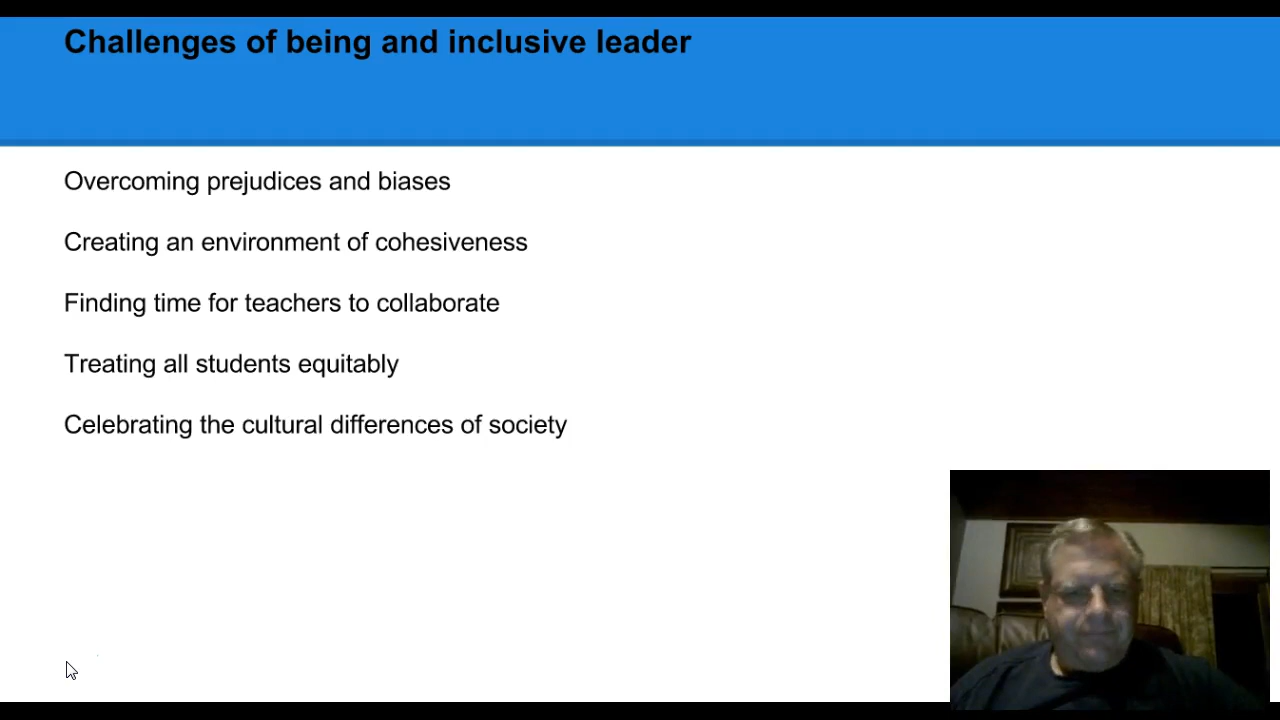 Challenges of being and inclusive leader
Overcoming prejudices and biases
Creating an environment of cohesiveness
Finding time for teachers to collaborate
Treating all students equitably
Celebrating the cultural differences of society